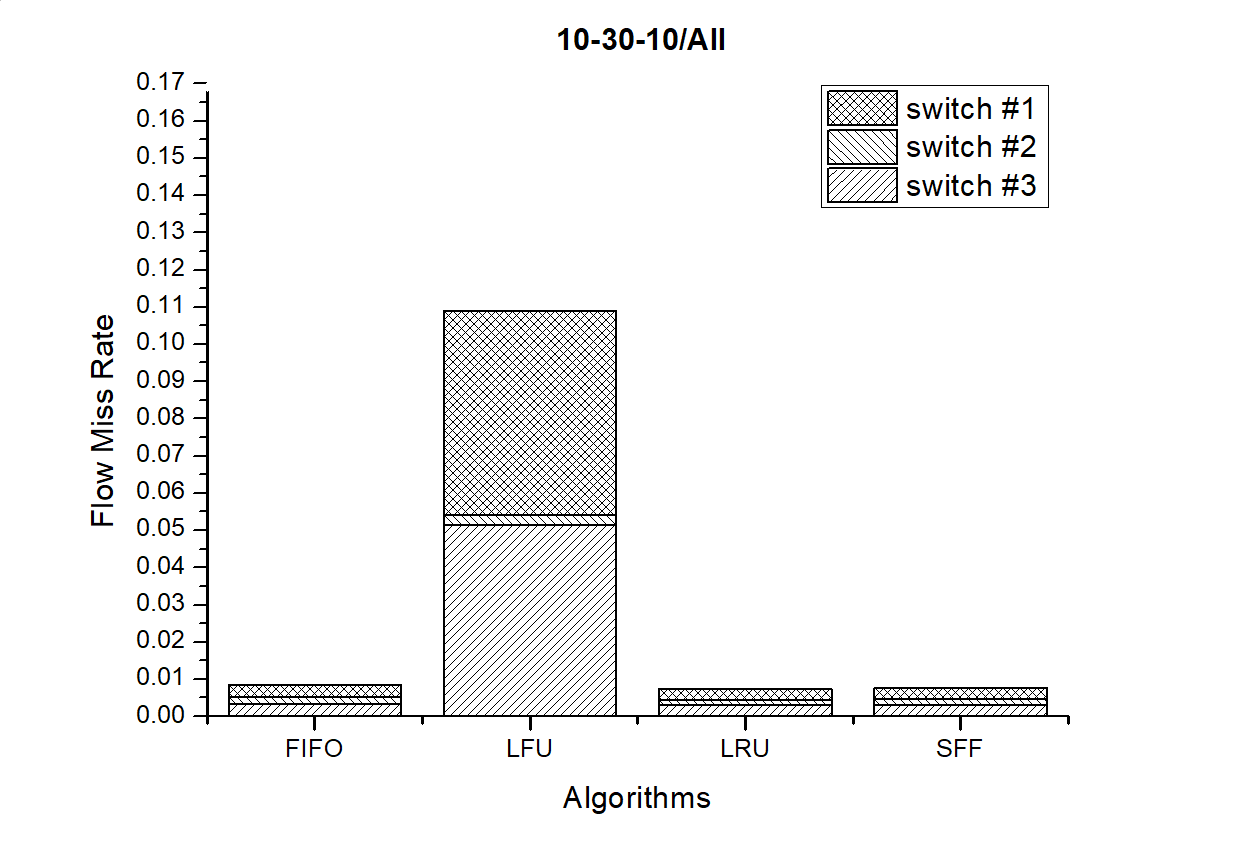 10-30-10/All
switch #1
switch #2
switch #3
0.17
0.16
0.15
0.14
0.13
0.12
0.11
0.10
0.09
0.08
0.07
0.06
0.05
0.04
0.03
0.02
0.01
0.00
Flow Miss Rate
FIFO
LFU
LRU
SFF
Algorithms